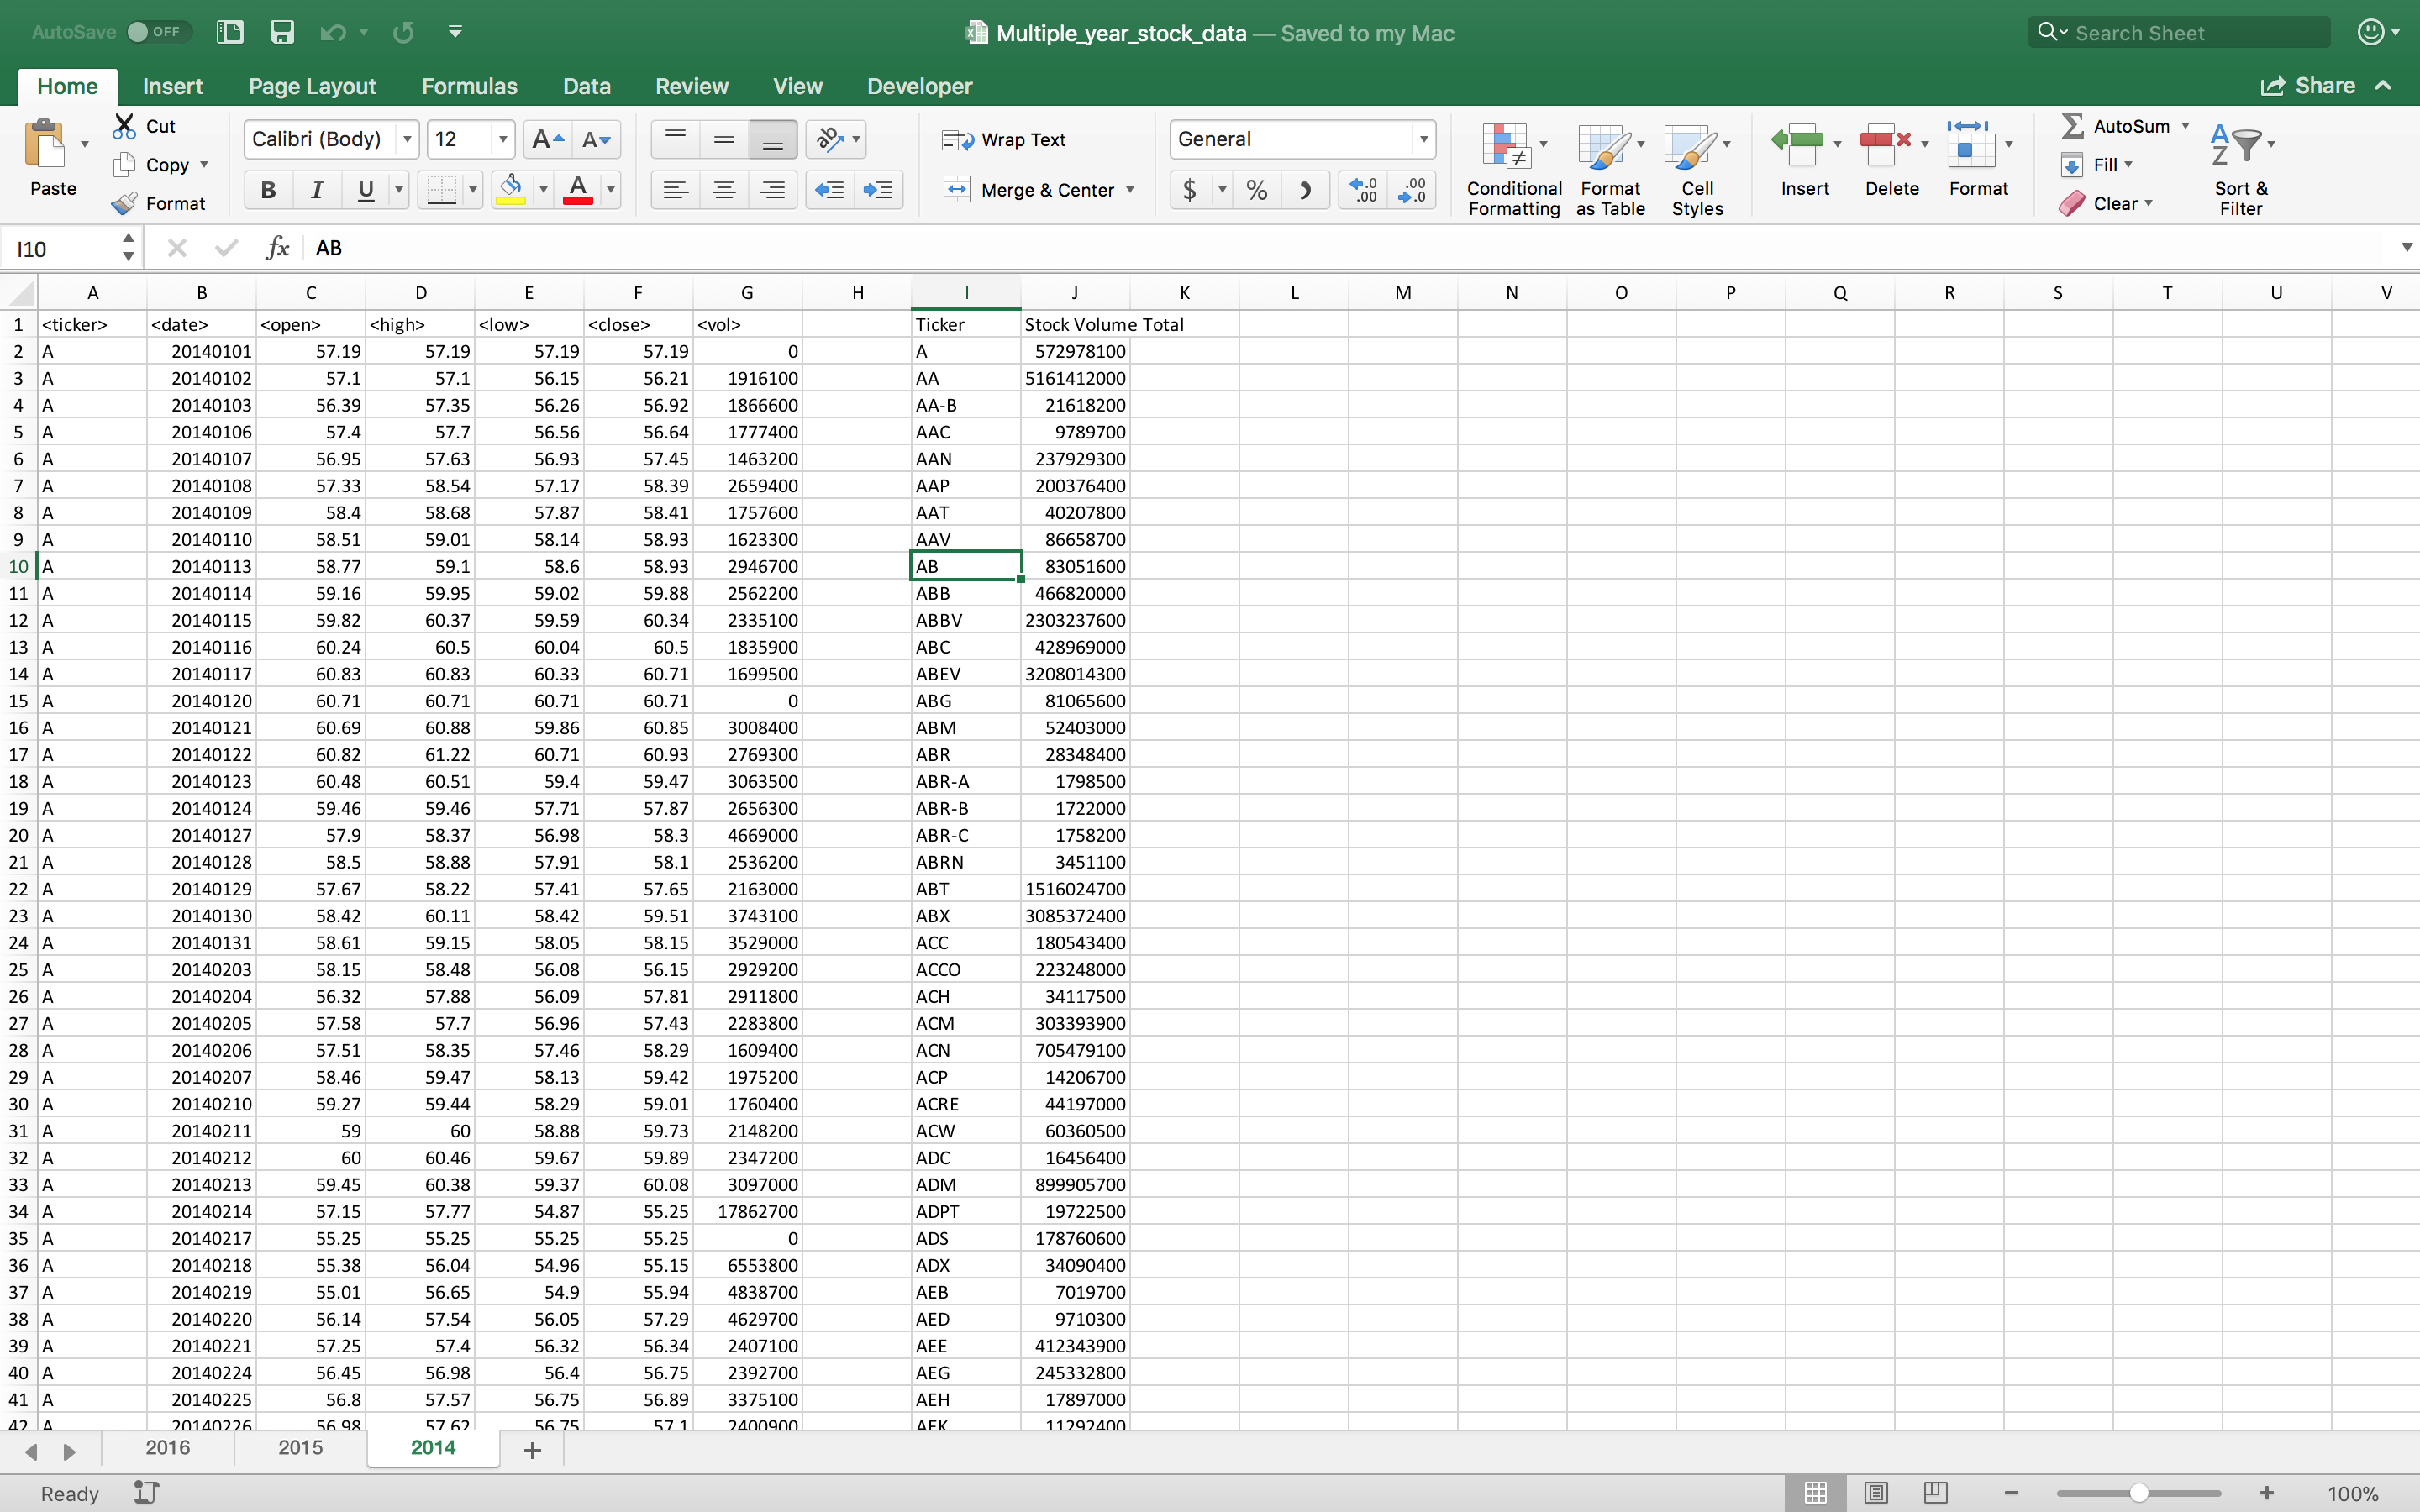 AutoSave OFF Multiple_year_stock_data — Saved to my Mac Search Sheet
Home Insert Page Layout Formulas Data Review View Developer Share
Paste Cut Copy Format Calibri (Body) 12 A A Wrap Text General Conditional Formatting Format as Table Cell Styles Insert Delete Format AutoSum Fill Clear Sort & Filter
B I U A Merge & Center $ % .0 .00 .00 .0
I10 fx AB
A B C D E F G H I J K L M N O P Q R S T U V
1 <ticker> <date> <open> <high> <low> <close> <vol> Ticker Stock Volume Total
2 A 20140101 57.19 57.19 57.19 57.19 0 A 572978100
3 A 20140102 57.1 57.1 56.15 56.21 1916100 AA 5161412000
4 A 20140103 56.39 57.35 56.26 56.92 1866600 AA-B 21618200
5 A 20140106 57.4 57.7 56.56 56.64 1777400 AAC 9789700
6 A 20140107 56.95 57.63 56.93 57.45 1463200 AAN 237929300
7 A 20140108 57.33 58.54 57.17 58.39 2659400 AAP 200376400
8 A 20140109 58.4 58.68 57.87 58.41 1757600 AAT 40207800
9 A 20140110 58.51 59.01 58.14 58.93 1623300 AAV 86658700
10 A 20140113 58.77 59.1 58.6 58.93 2946700 AB 83051600
11 A 20140114 59.16 59.95 59.02 59.88 2562200 ABB 466820000
12 A 20140115 59.82 60.37 59.59 60.34 2335100 ABBV 2303237600
13 A 20140116 60.24 60.5 60.04 60.5 1835900 ABC 428969000
14 A 20140117 60.83 60.83 60.33 60.71 1699500 ABEV 3208014300
15 A 20140120 60.71 60.71 60.71 60.71 0 ABG 81065600
16 A 20140121 60.69 60.88 59.86 60.85 3008400 ABM 52403000
17 A 20140122 60.82 61.22 60.71 60.93 2769300 ABR 28348400
18 A 20140123 60.48 60.51 59.4 59.47 3063500 ABR-A 1798500
19 A 20140124 59.46 59.46 57.71 57.87 2656300 ABR-B 1722000
20 A 20140127 57.9 58.37 56.98 58.3 4669000 ABR-C 1758200
21 A 20140128 58.5 58.88 57.91 58.1 2536200 ABRN 3451100
22 A 20140129 57.67 58.22 57.41 57.65 2163000 ABT 1516024700
23 A 20140130 58.42 60.11 58.42 59.51 3743100 ABX 3085372400
24 A 20140131 58.61 59.15 58.05 58.15 3529000 ACC 180543400
25 A 20140203 58.15 58.48 56.08 56.15 2929200 ACCO 223248000
26 A 20140204 56.32 57.88 56.09 57.81 2911800 ACH 34117500
27 A 20140205 57.58 57.7 56.96 57.43 2283800 ACM 303393900
28 A 20140206 57.51 58.35 57.46 58.29 1609400 ACN 705479100
29 A 20140207 58.46 59.47 58.13 59.42 1975200 ACP 14206700
30 A 20140210 59.27 59.44 58.29 59.01 1760400 ACRE 44197000
31 A 20140211 59 60 58.88 59.73 2148200 ACW 60360500
32 A 20140212 60 60.46 59.67 59.89 2347200 ADC 16456400
33 A 20140213 59.45 60.38 59.37 60.08 3097000 ADM 899905700
34 A 20140214 57.15 57.77 54.87 55.25 17862700 ADPT 19722500
35 A 20140217 55.25 55.25 55.25 55.25 0 ADS 178760600
36 A 20140218 55.38 56.04 54.96 55.15 6553800 ADX 34090400
37 A 20140219 55.01 56.65 54.9 55.94 4838700 AEB 7019700
38 A 20140220 56.14 57.54 56.05 57.29 4629700 AED 9710300
39 A 20140221 57.25 57.4 56.32 56.34 2407100 AEE 412343900
40 A 20140224 56.45 56.98 56.4 56.75 2392700 AEG 245332800
41 A 20140225 56.8 57.57 56.75 56.89 3375100 AEH 17897000
42 A 20140226 56.98 57.62 56.75 57.1 2400900 AEK 11292400
2016 2015 2014
Ready 100%